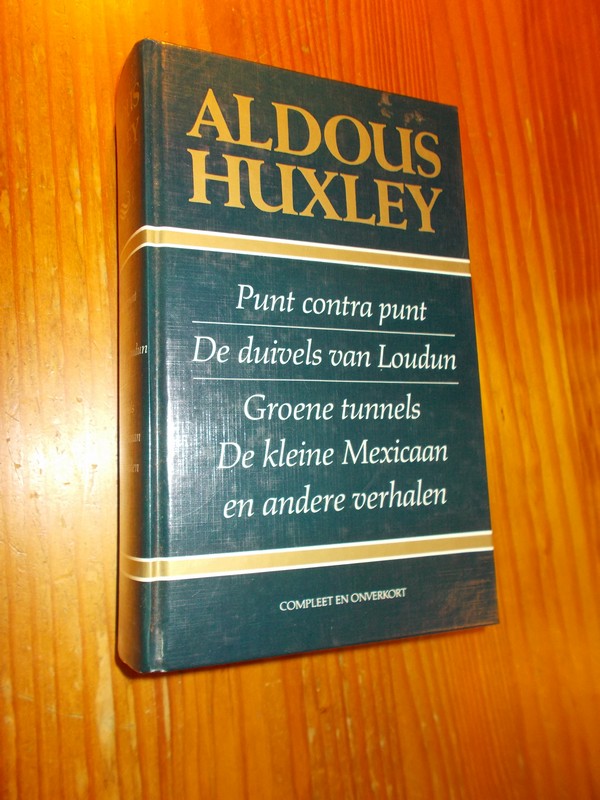 ALDOUS
HUXLEY
Punt contra punt
De duivels van Loudun
Groene tunnels
De kleine Mexicaan
en andere verhalen
COMPLEET EN ONVERKORT